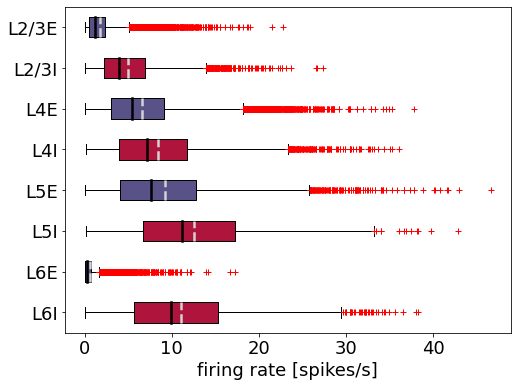 L2/3E
L2/3I
L4E
L4I
L5E
L5I
L6E
L6I
0 10 20 30 40
firing rate [spikes/s]